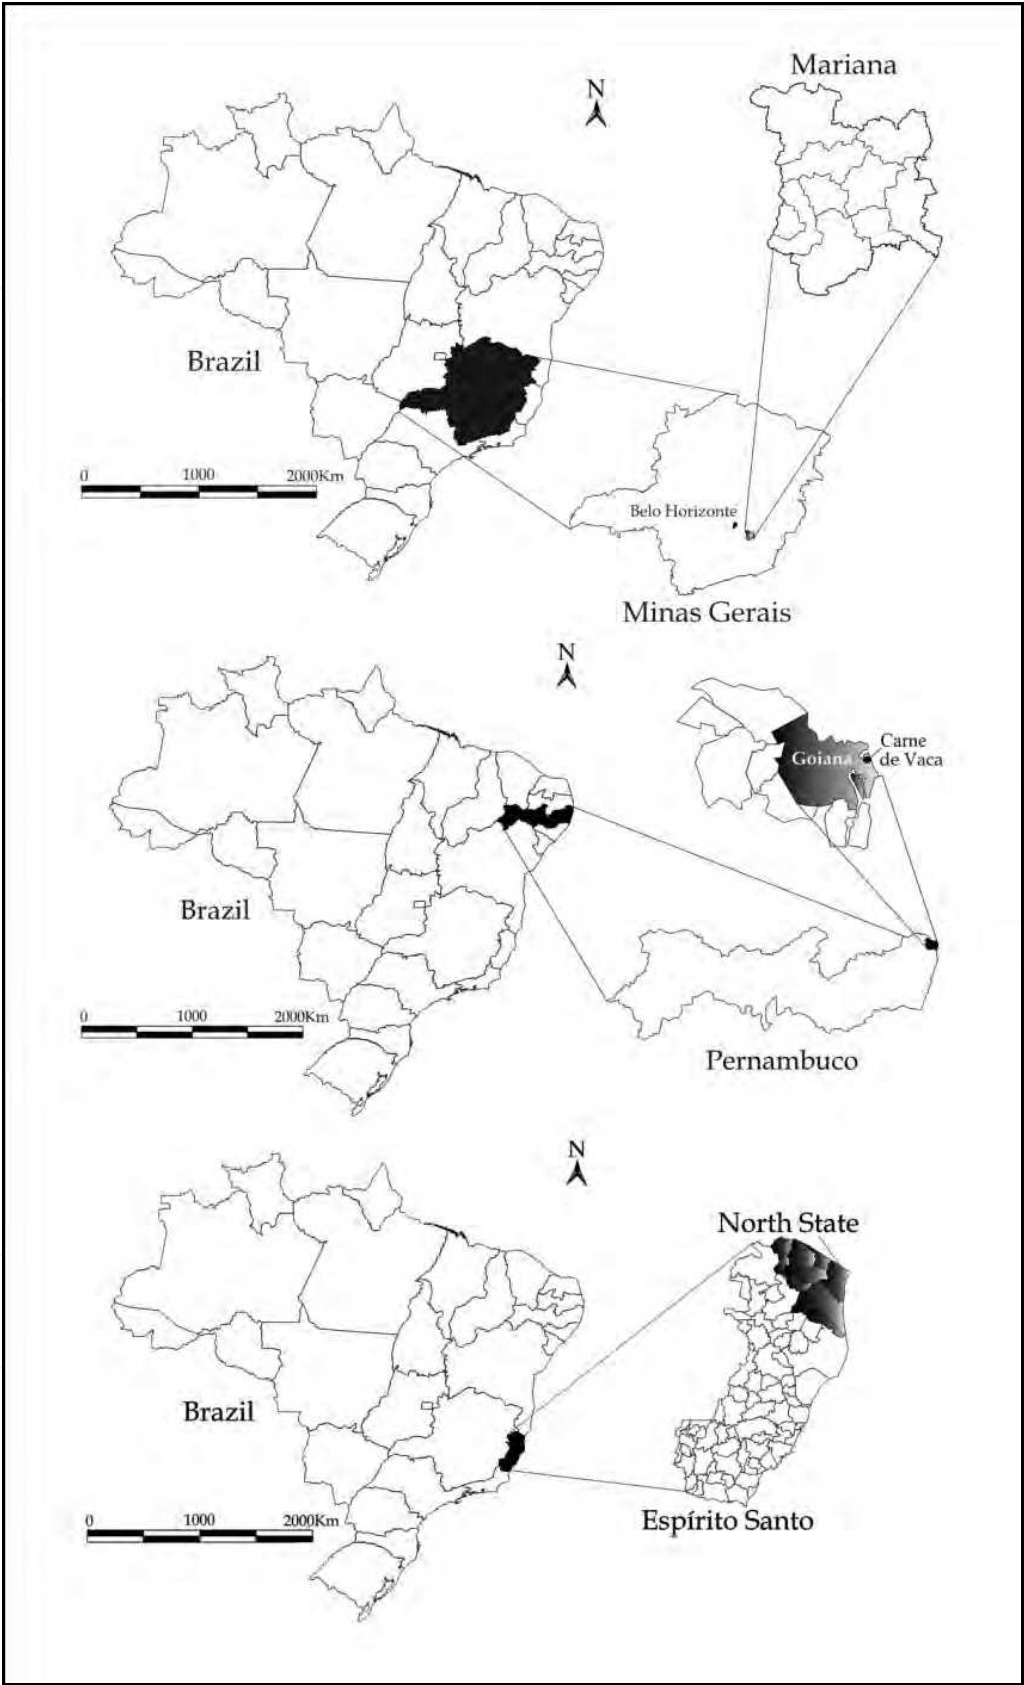 Mariana
N
Brazil
0 1000 2000Km
Belo Horizonte
Minas Gerais
N
Carne
Goiana
de Vaca
Brazil
0 1000 2000Km
Pernambuco
N
North State
Brazil
0 1000 2000Km
Espírito Santo